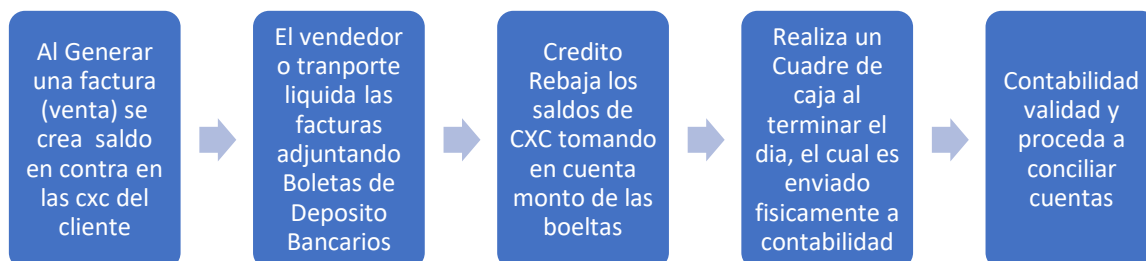 Al Generar
una factura
(venta) se
crea saldo
en contra en
las cxc del
cliente
El vendedor
o tranporte
liquida las
facturas
adjuntando
Boletas de
Deposito
Bancarios
Credito
Rebaja los
saldos de
CXC tomando
en cuenta
monto de las
boeltas
Realiza un
Cuadre de
caja al
terminar el
dia, el cual es
enviado
fisicamente a
contabilidad
Contabilidad
validad y
proceda a
conciliar
cuentas